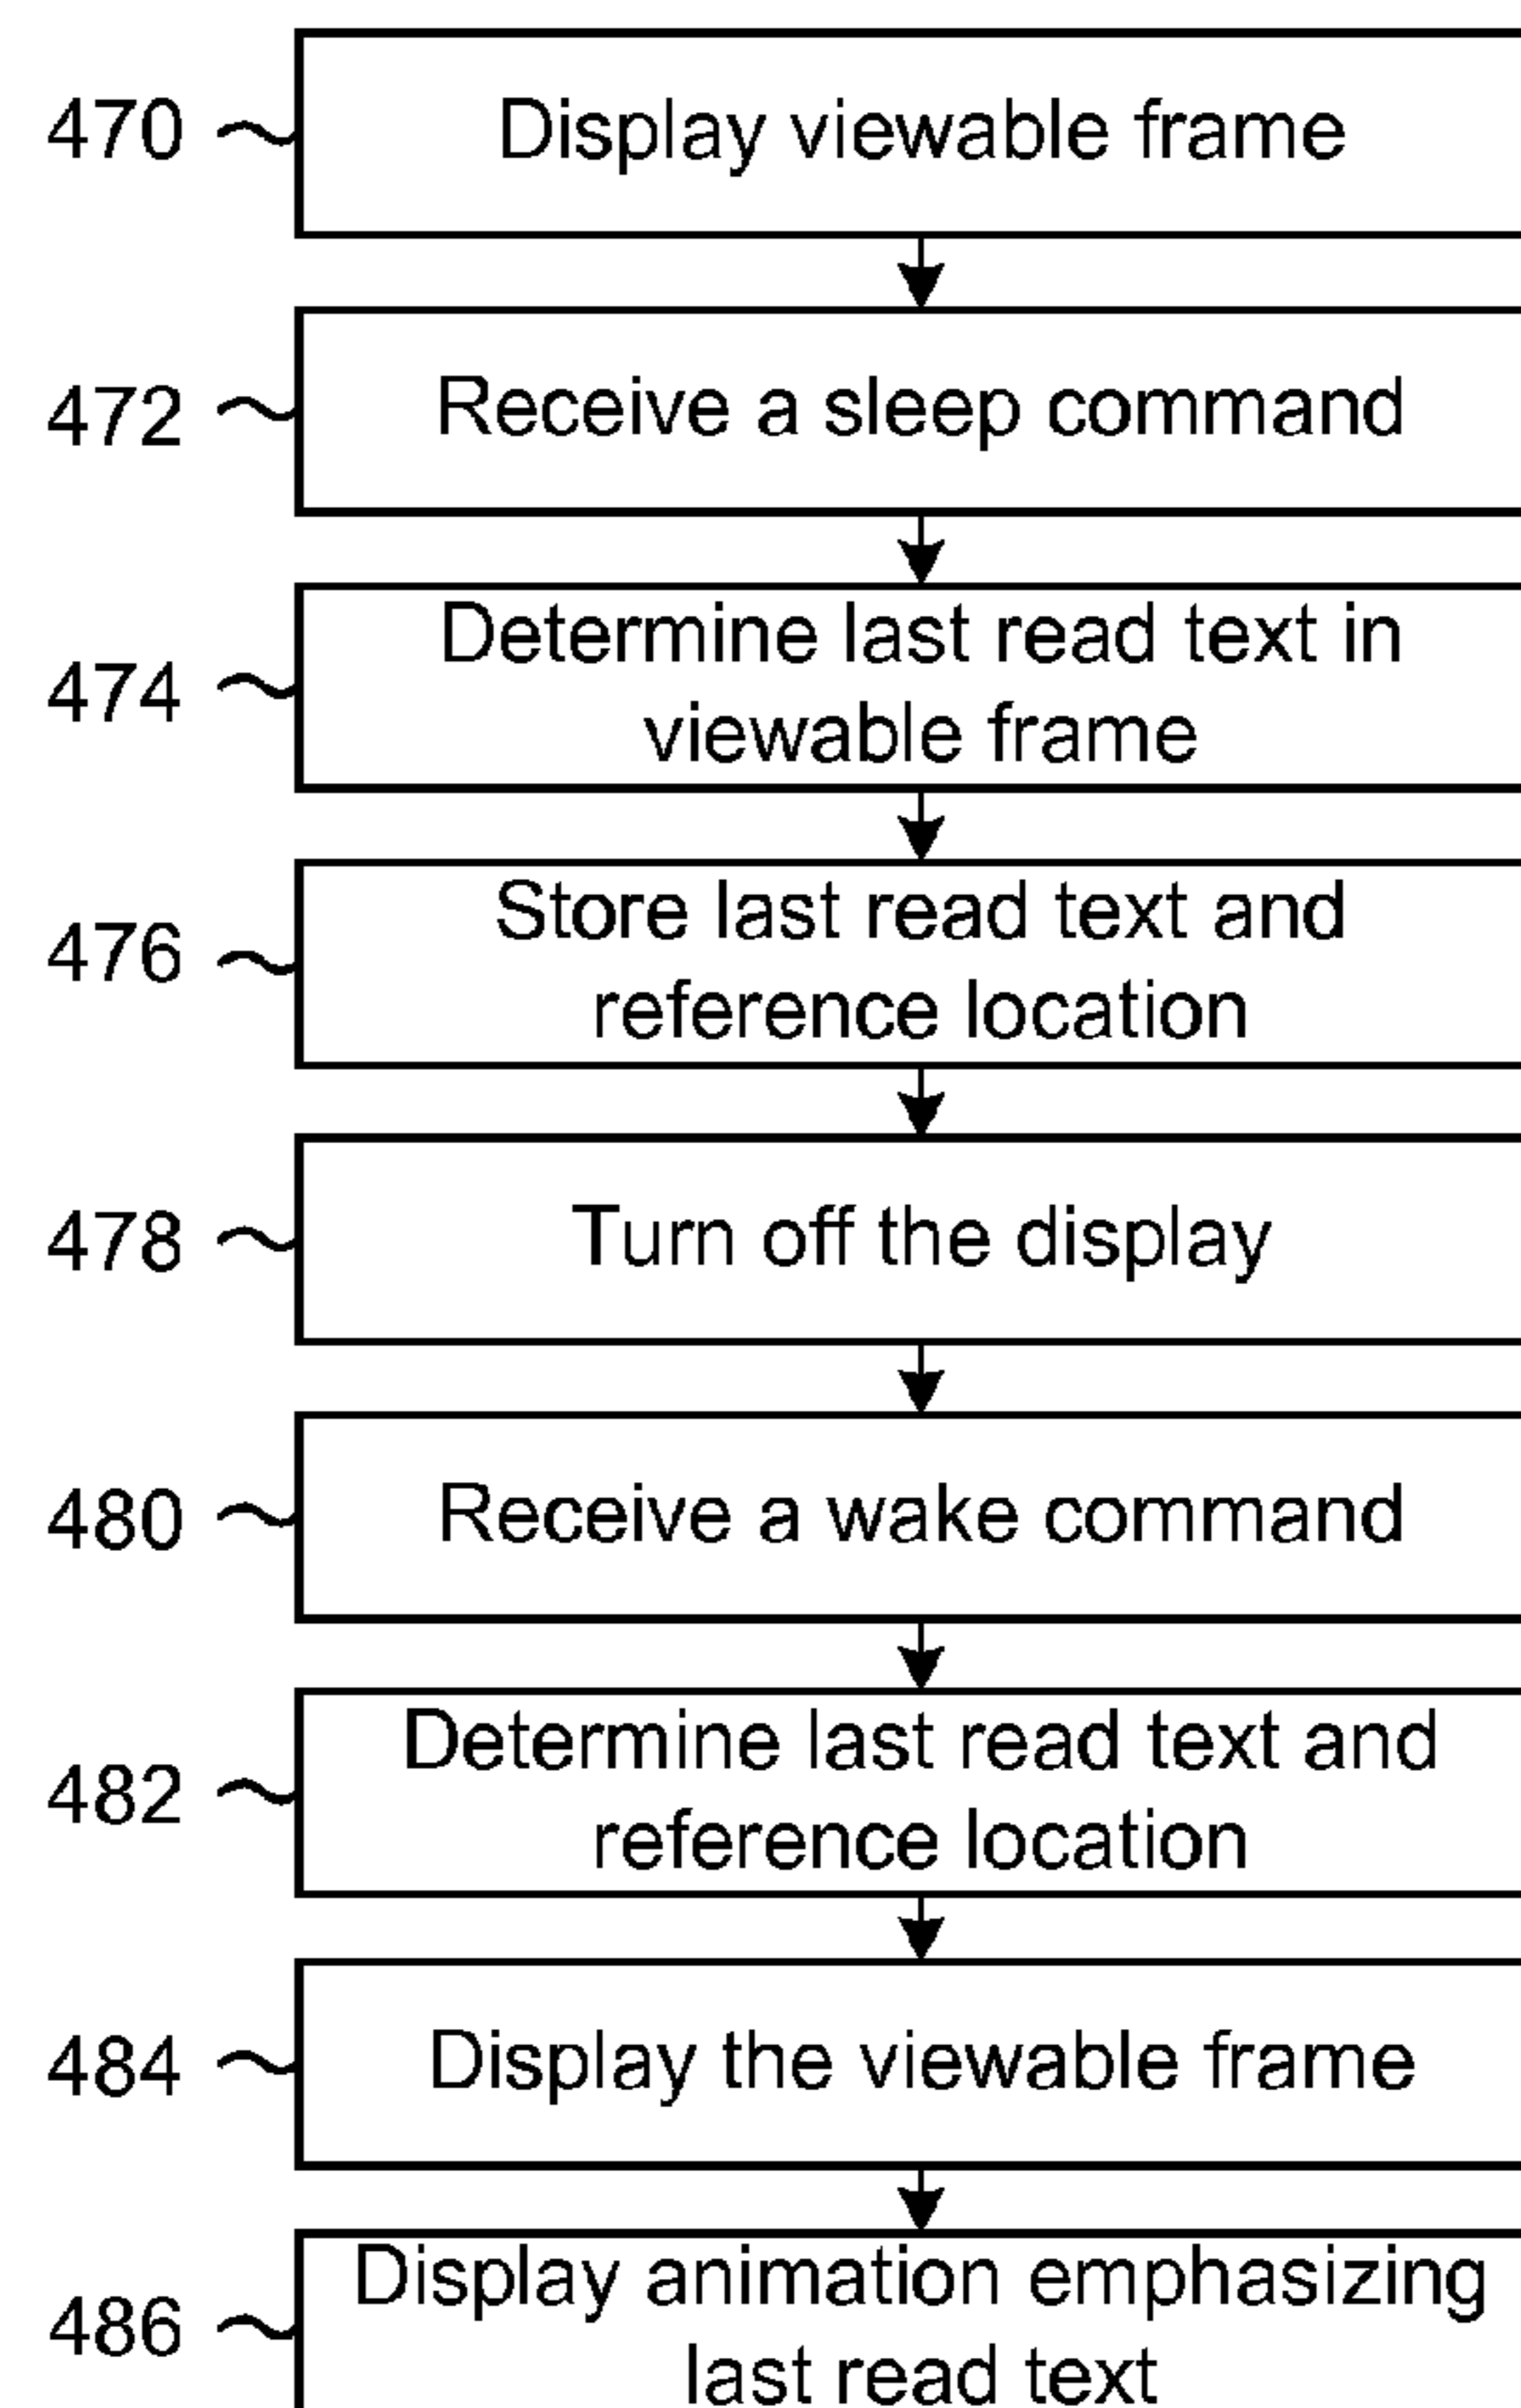 470 Display viewable frame
472 Receive a sleep command
474 Determine last read text in
viewable frame
476 Store last read text and
reference location
478 Turn off the display
480 Receive a wake command
482 Determine last read text and
reference location
484 Display the viewable frame
486 Display animation emphasizing
last read text